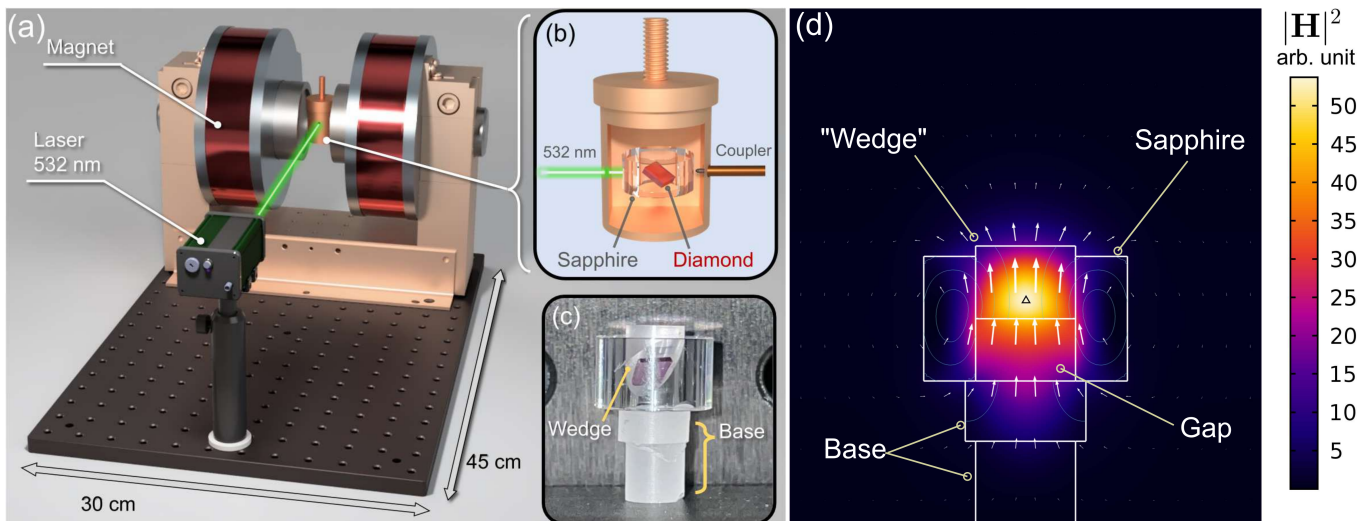 (a)
Magnet
Laser
532 nm
45 cm
30 cm
(b)
532 nm
Coupler
Sapphire
Diamond
(c)
Wedge
Base
(d)
"Wedge"
Sapphire
Base
Gap
|H|²
arb. unit
50
45
40
35
30
25
20
15
10
5